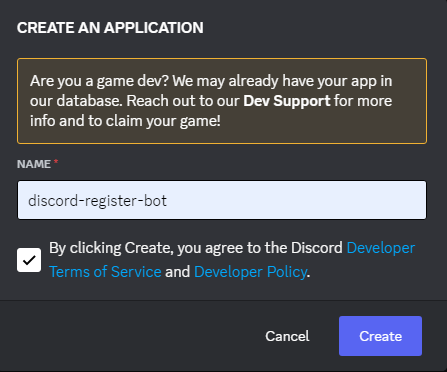 CREATE AN APPLICATION
Are you a game dev? We may already have your app in
our database. Reach out to our Dev Support for more
info and to claim your game!
NAME *
discord-register-bot
By clicking Create, you agree to the Discord Developer
Terms of Service and Developer Policy.
Cancel
Create